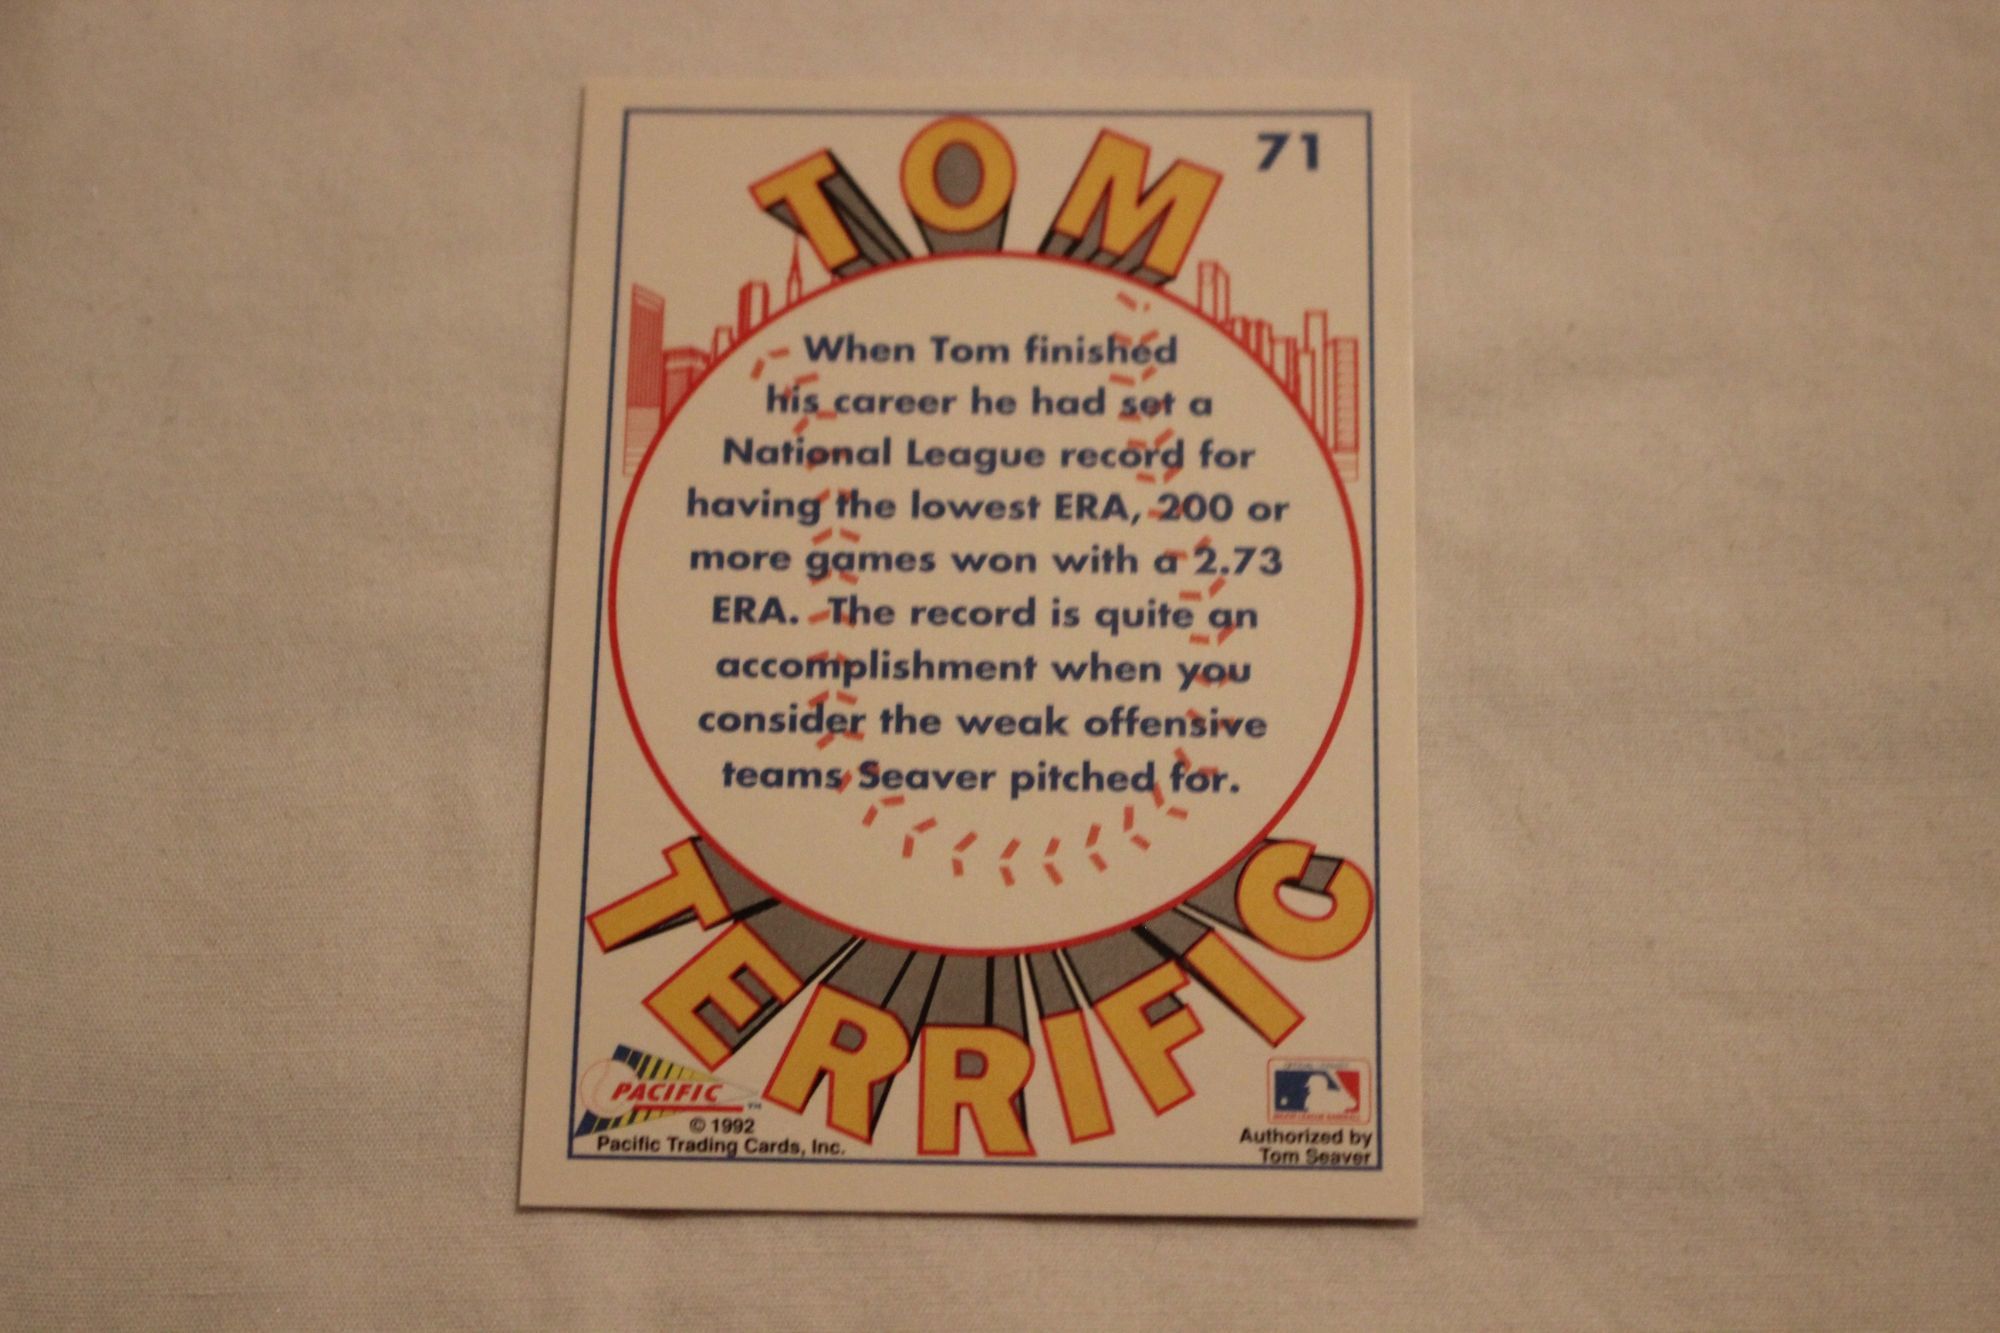 TOM
71
When Tom finished
his career he had set a
National League record for
having the lowest ERA, 200 or
more games won with a 2.73
ERA. The record is quite an
accomplishment when you
consider the weak offensive
teams Seaver pitched for.
TERRIFIC
PACIFIC TM
© 1992
Pacific Trading Cards, Inc.
Authorized by
Tom Seaver